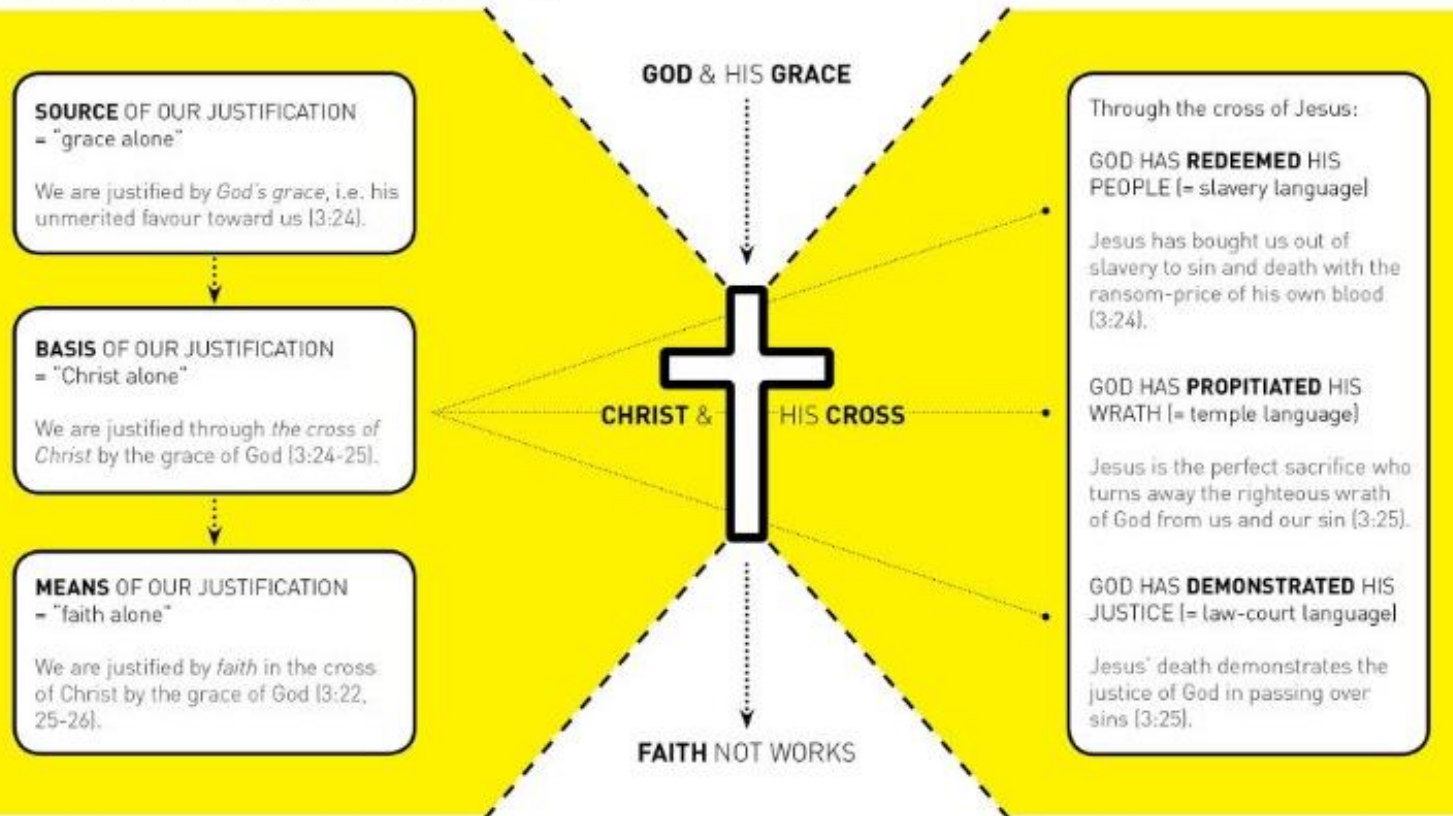 SOURCE OF OUR JUSTIFICATION
= "grace alone"
We are justified by God's grace, i.e. his
unmerited favour toward us (3:24).
BASIS OF OUR JUSTIFICATION
= "Christ alone"
We are justified through the cross of
Christ by the grace of God (3:24-25).
MEANS OF OUR JUSTIFICATION
= "faith alone"
We are justified by faith in the cross
of Christ by the grace of God (3:22,
25-26).
GOD & HIS GRACE
CHRIST & HIS CROSS
FAITH NOT WORKS
Through the cross of Jesus:
GOD HAS REDEEMED HIS
PEOPLE (= slavery language)
Jesus has bought us out of
slavery to sin and death with the
ransom-price of his own blood
(3:24).
GOD HAS PROPITIATED HIS
WRATH (= temple language)
Jesus is the perfect sacrifice who
turns away the righteous wrath
of God from us and our sin (3:25).
GOD HAS DEMONSTRATED HIS
JUSTICE (= law-court language)
Jesus' death demonstrates the
justice of God in passing over
sins (3:25).